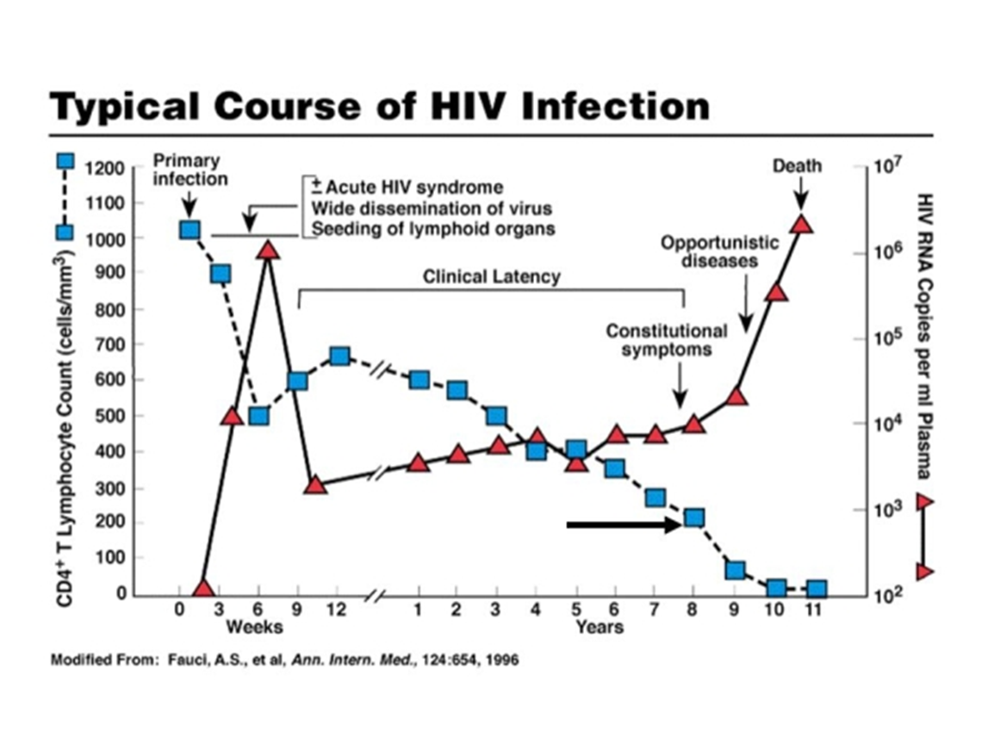 Typical Course of HIV Infection
Primary
infection
± Acute HIV syndrome
Wide dissemination of virus
Seeding of lymphoid organs
Clinical Latency
Constitutional
symptoms
Opportunistic
diseases
Death
CD4+ T Lymphocyte Count (cells/mm³)
1200
1100
1000
900
800
700
600
500
400
300
200
100
0
10⁷
10⁶
10⁵
10⁴
10³
10²
HIV RNA Copies per ml Plasma
0 3 6 9 12 1 2 3 4 5 6 7 8 9 10 11
Weeks Years
Modified From: Fauci, A.S., et al, Ann. Intern. Med., 124:654, 1996